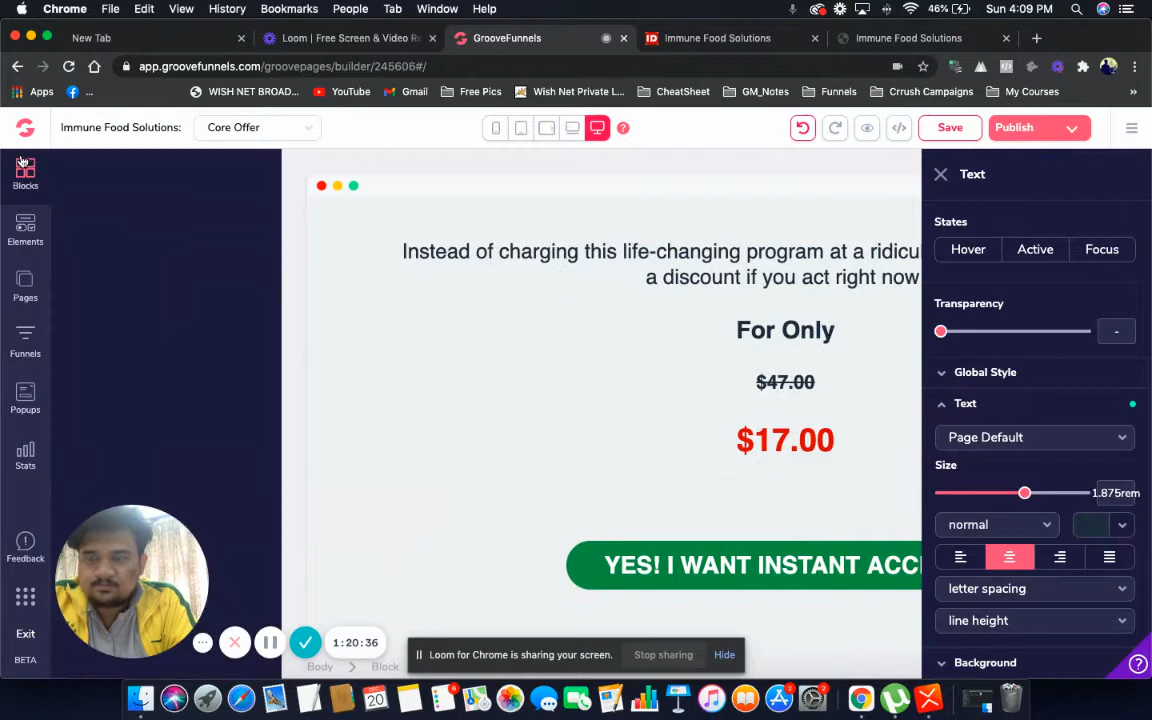 Chrome File Edit View History Bookmarks People Tab Window Help 46% Sun 4:09 PM
New Tab Loom | Free Screen & Video Re GrooveFunnels Immune Food Solutions Immune Food Solutions
app.groovefunnels.com/groovepages/builder/245606#/
Apps ... WISH NET BROAD... YouTube Gmail Free Pics Wish Net Private L... CheatSheet GM_Notes Funnels Crrush Campaigns My Courses »
Immune Food Solutions: Core Offer ? </> Save Publish
Blocks
Elements
Pages
Funnels
Popups
Stats
Feedback
Exit
BETA
Instead of charging this life-changing program at a ridicu
a discount if you act right now
For Only
$47.00
$17.00
YES! I WANT INSTANT ACC
Body > Block
1:20:36
Loom for Chrome is sharing your screen. Stop sharing Hide
Text
States
Hover Active Focus
Transparency
-
Global Style
Text
Page Default
Size
1.875rem
normal
letter spacing
line height
Background
?
DEC
20
6
2
2